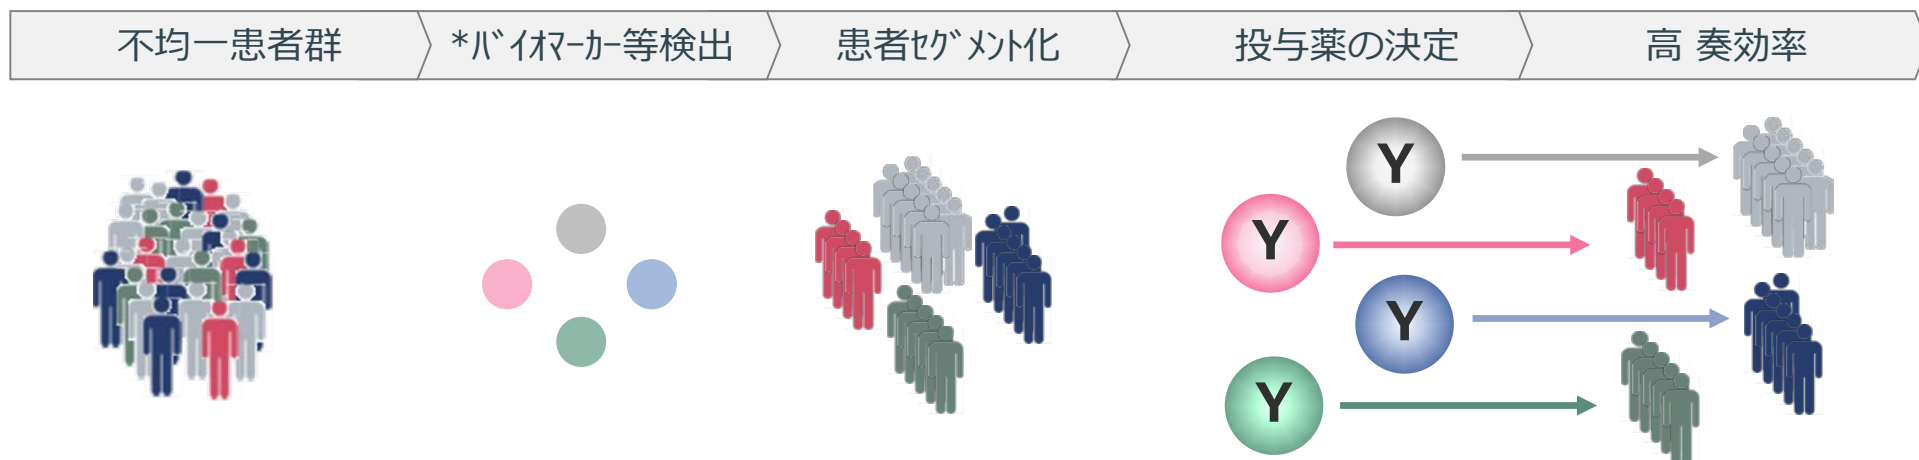 不均一患者群
*ﾊﾞｲｵﾏｰｶｰ等検出
患者ｾｸﾞﾒﾝﾄ化
投与薬の決定
高 奏効率
Y
Y
Y
Y